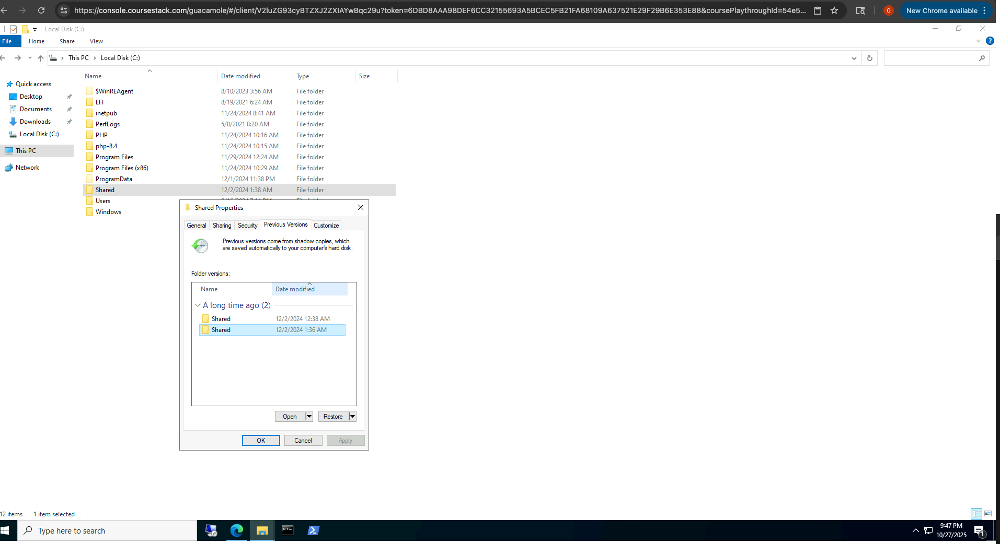 https://console.coursestack.com/guacamole/#/client/V2luZG93cyBTZXJ2ZXIAYwBqc29u?token=6DBD8AAA98DEF6CC32155693A5BCEC5FB21FA68109A637521E29F29B6E353E88&coursePlaythroughId=54e5...
O
New Chrome available
Local Disk (C:)
File Home Share View
?
This PC > Local Disk (C:)
Name Date modified Type Size
Quick access
Desktop
Documents
Downloads
Local Disk (C:)
This PC
Network
$WinREAgent 8/10/2023 3:56 AM File folder
EFI 8/19/2021 6:24 AM File folder
inetpub 11/24/2024 8:41 AM File folder
PerfLogs 5/8/2021 8:20 AM File folder
PHP 11/24/2024 10:16 AM File folder
php-8.4 11/24/2024 10:15 AM File folder
Program Files 11/29/2024 12:24 AM File folder
Program Files (x86) 11/24/2024 10:29 AM File folder
ProgramData 12/1/2024 11:38 PM File folder
Shared 12/2/2024 1:38 AM File folder
Users
Windows
Shared Properties
General Sharing Security Previous Versions Customize
Previous versions come from shadow copies, which
are saved automatically to your computer's hard disk.
Folder versions:
Name Date modified
A long time ago (2)
Shared 12/2/2024 12:38 AM
Shared 12/2/2024 1:36 AM
Open Restore
OK Cancel Apply
12 items 1 item selected
Type here to search
9:47 PM
10/27/2025
1